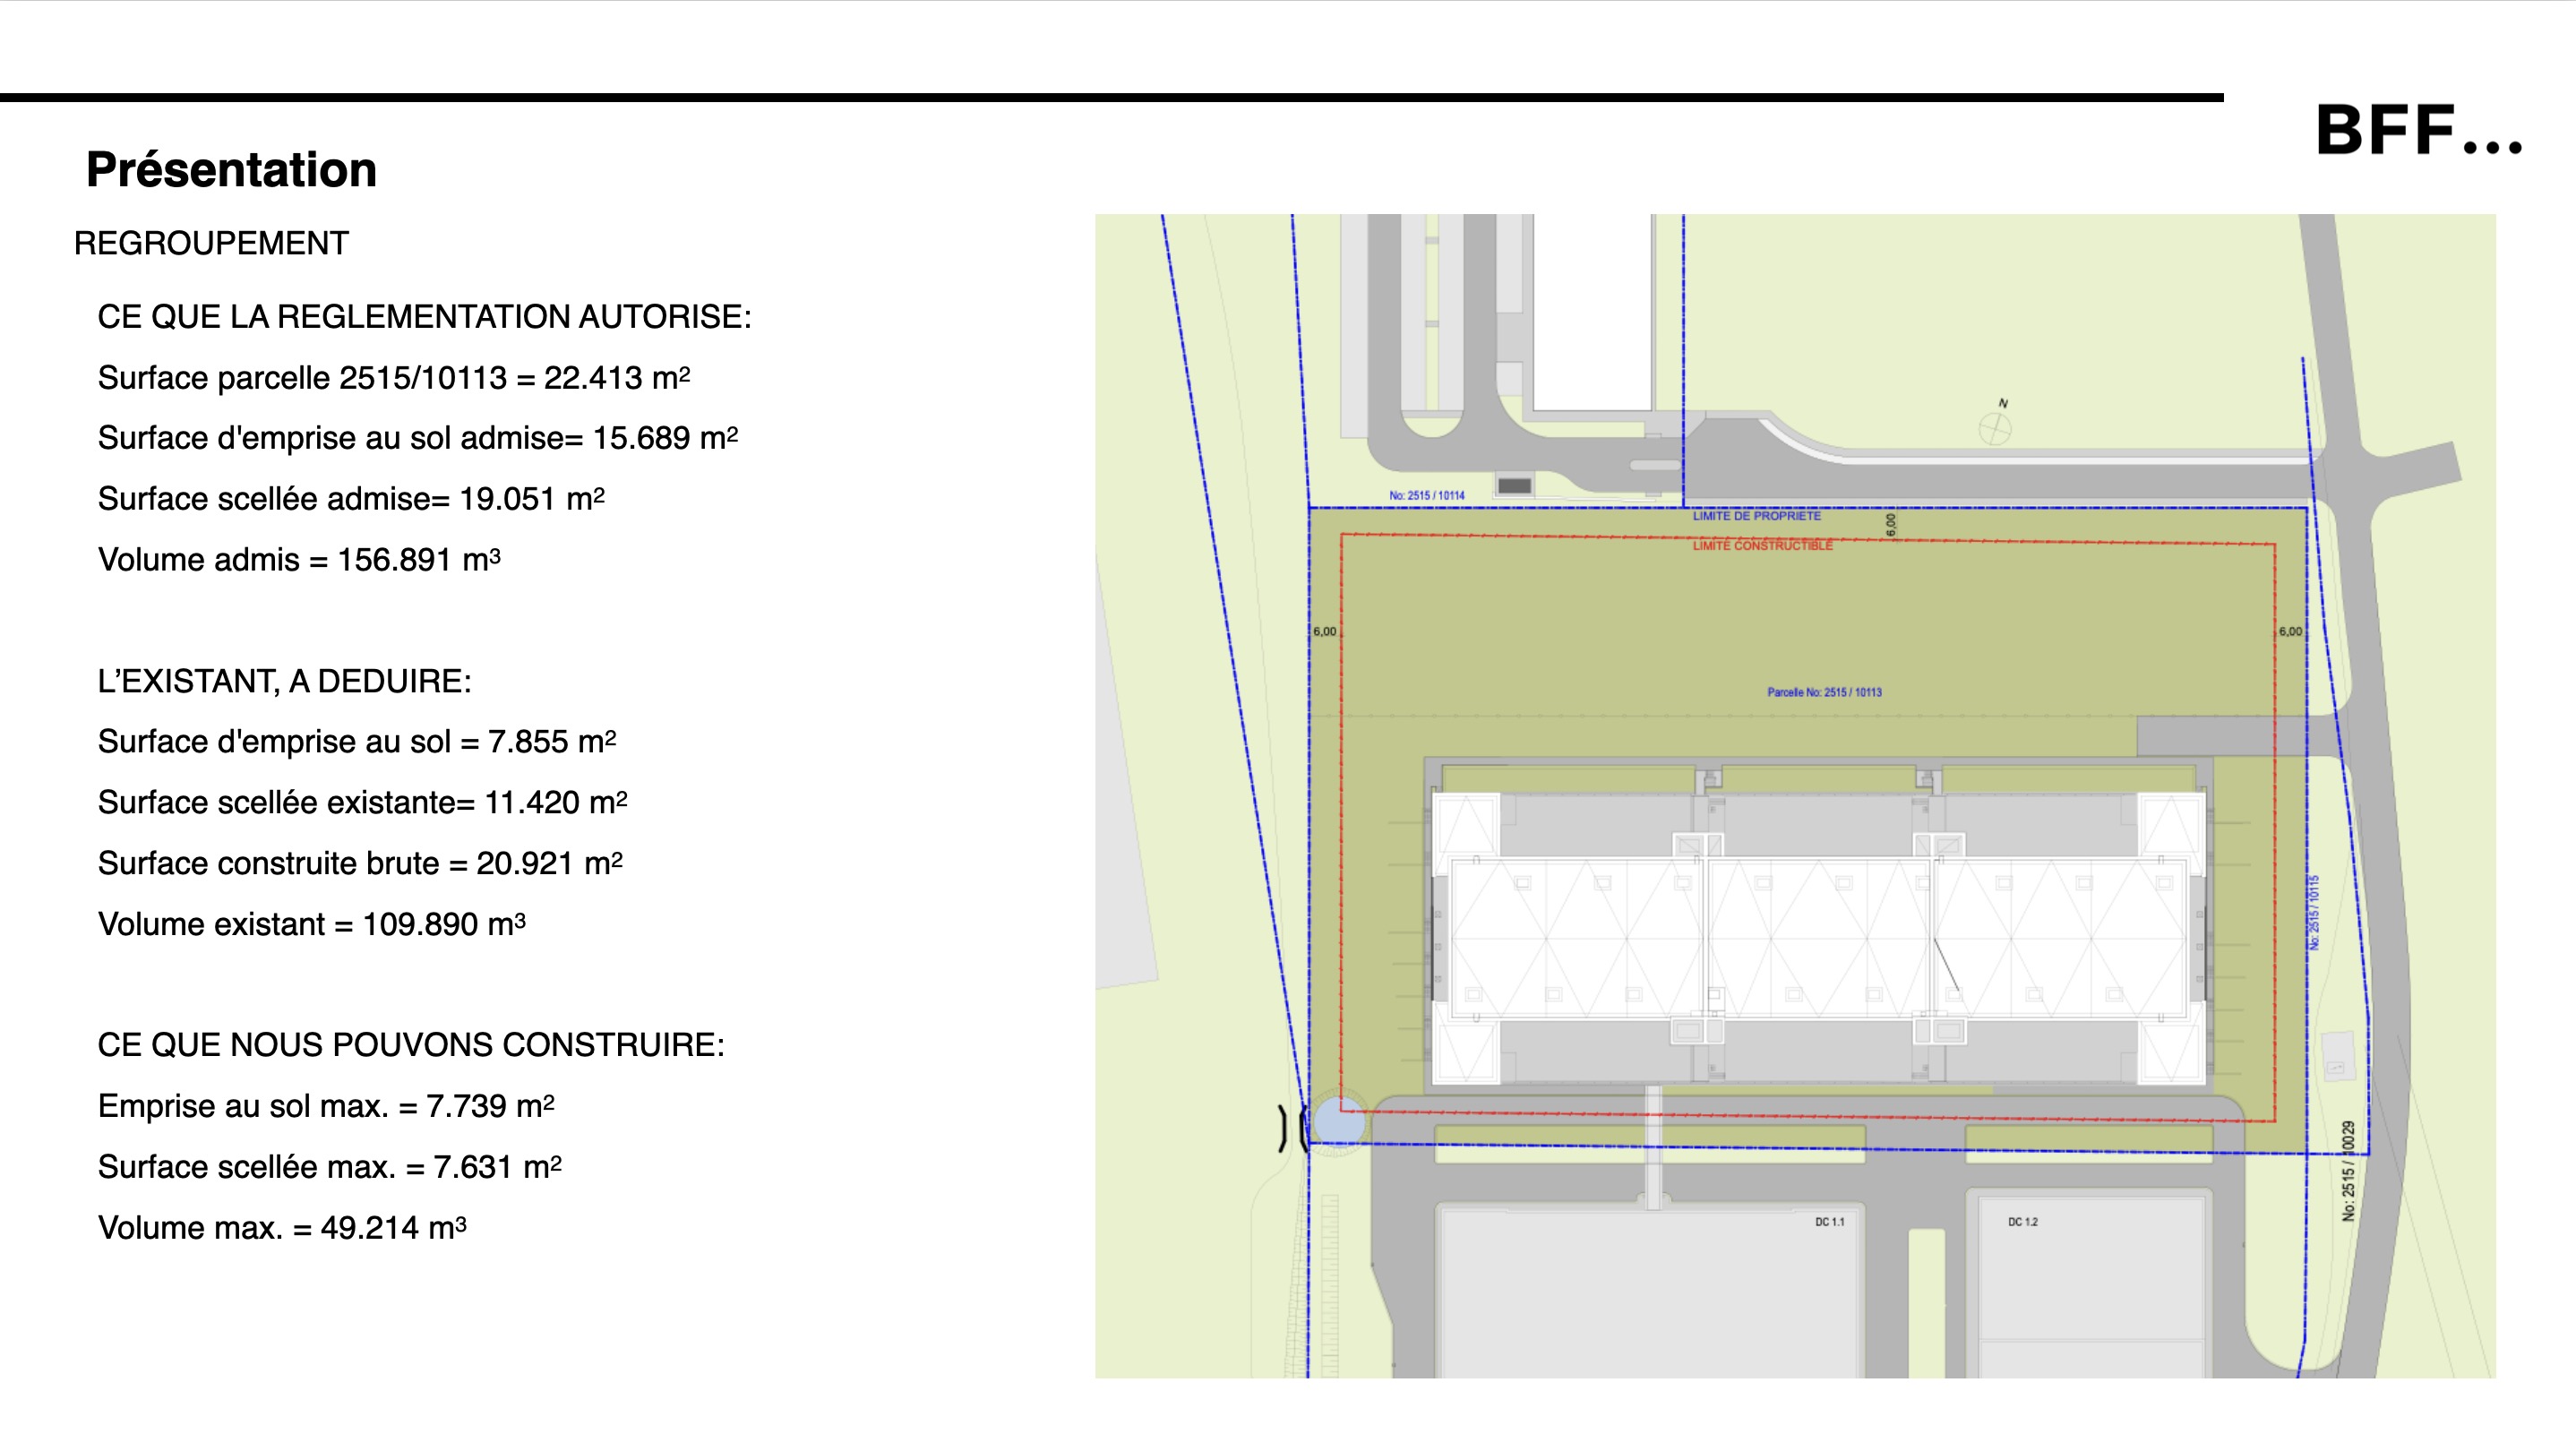 BFF...
Présentation
REGROUPEMENT
CE QUE LA REGLEMENTATION AUTORISE:
Surface parcelle 2515/10113 = 22.413 m²
Surface d'emprise au sol admise= 15.689 m²
Surface scellée admise= 19.051 m²
Volume admis = 156.891 m³
L’EXISTANT, A DEDUIRE:
Surface d'emprise au sol = 7.855 m²
Surface scellée existante= 11.420 m²
Surface construite brute = 20.921 m²
Volume existant = 109.890 m³
CE QUE NOUS POUVONS CONSTRUIRE:
Emprise au sol max. = 7.739 m²
Surface scellée max. = 7.631 m²
Volume max. = 49.214 m³
N
No: 2515 / 10114
LIMITE DE PROPRIETE
6,00
LIMITE CONSTRUCTIBLE
6,00
6,00
Parcelle No: 2515 / 10113
No: 2515 / 10115
No: 2515 / 10029
DC 1.1
DC 1.2